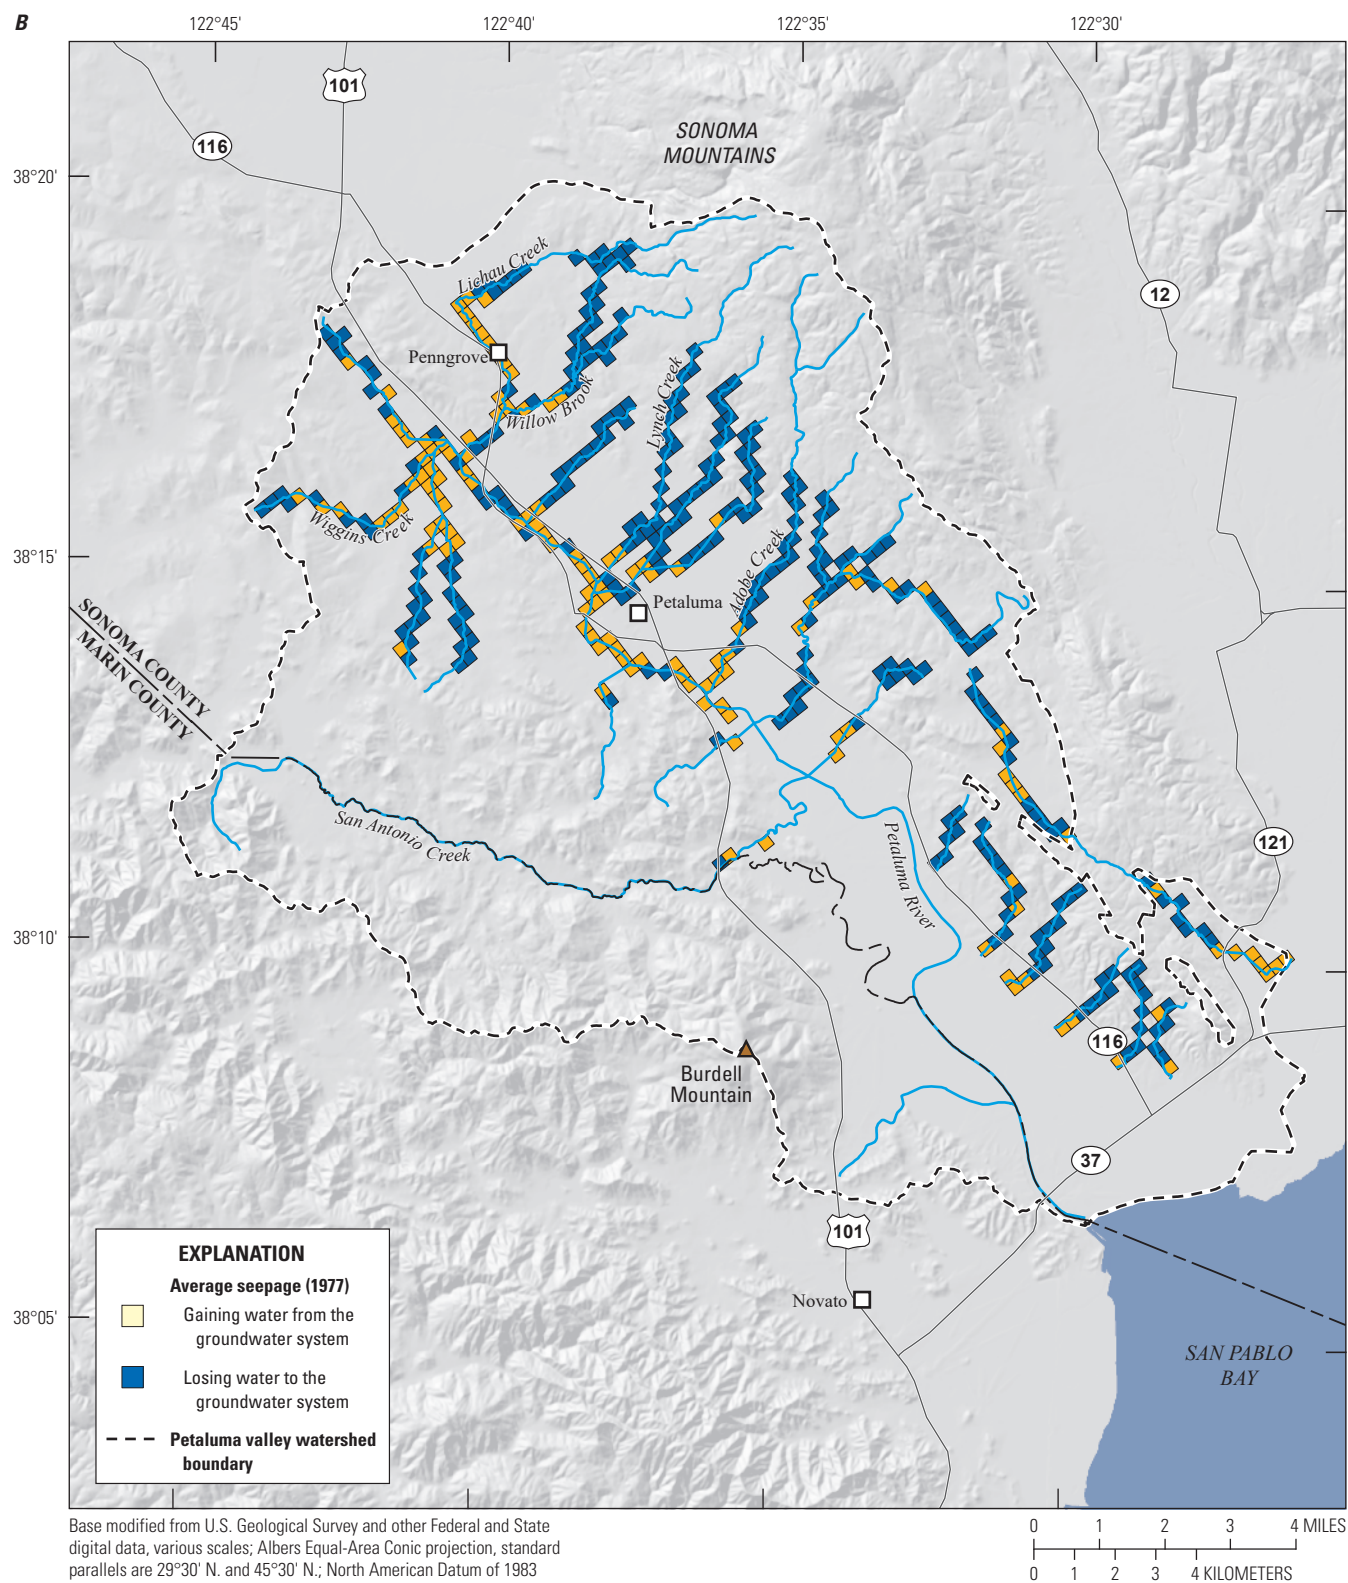 B
122°45'
122°40'
122°35'
122°30'
101
116
SONOMA
MOUNTAINS
38°20'
Lichau Creek
12
Penngrove
Willow Brook
Lynch Creek
Wiggins Creek
38°15'
Adobe Creek
Petaluma
SONOMA COUNTY
MARIN COUNTY
San Antonio Creek
Petaluma River
121
38°10'
116
Burdell
Mountain
37
101
EXPLANATION
Average seepage (1977)
Gaining water from the
groundwater system
Losing water to the
groundwater system
Petaluma valley watershed
boundary
Novato
38°05'
SAN PABLO
BAY
Base modified from U.S. Geological Survey and other Federal and State
digital data, various scales; Albers Equal-Area Conic projection, standard
parallels are 29°30' N. and 45°30' N.; North American Datum of 1983
0 1 2 3 4 MILES
0 1 2 3 4 KILOMETERS